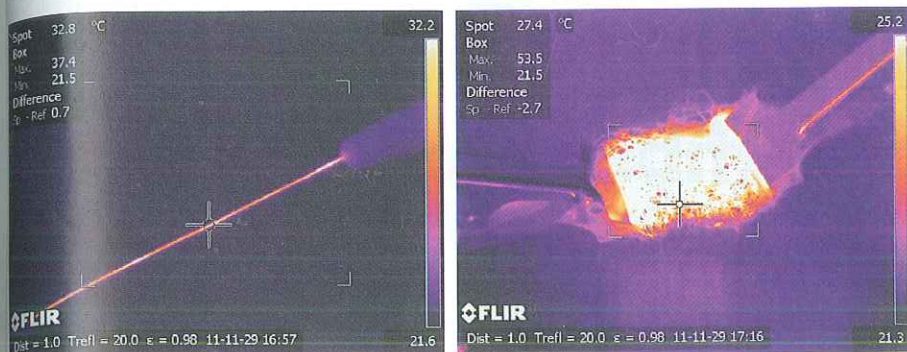 Spot 32.8 °C
32.2
Box
Max. 37.4
Min. 21.5
Difference
Sp - Ref 0.7
FLIR
Dist = 1.0 Trefl = 20.0 ε = 0.98 11-11-29 16:57
21.6
Spot 27.4 °C
25.2
Box
Max. 53.5
Min. 21.5
Difference
Sp - Ref -2.7
FLIR
Dist = 1.0 Trefl = 20.0 ε = 0.98 11-11-29 17:16
21.3